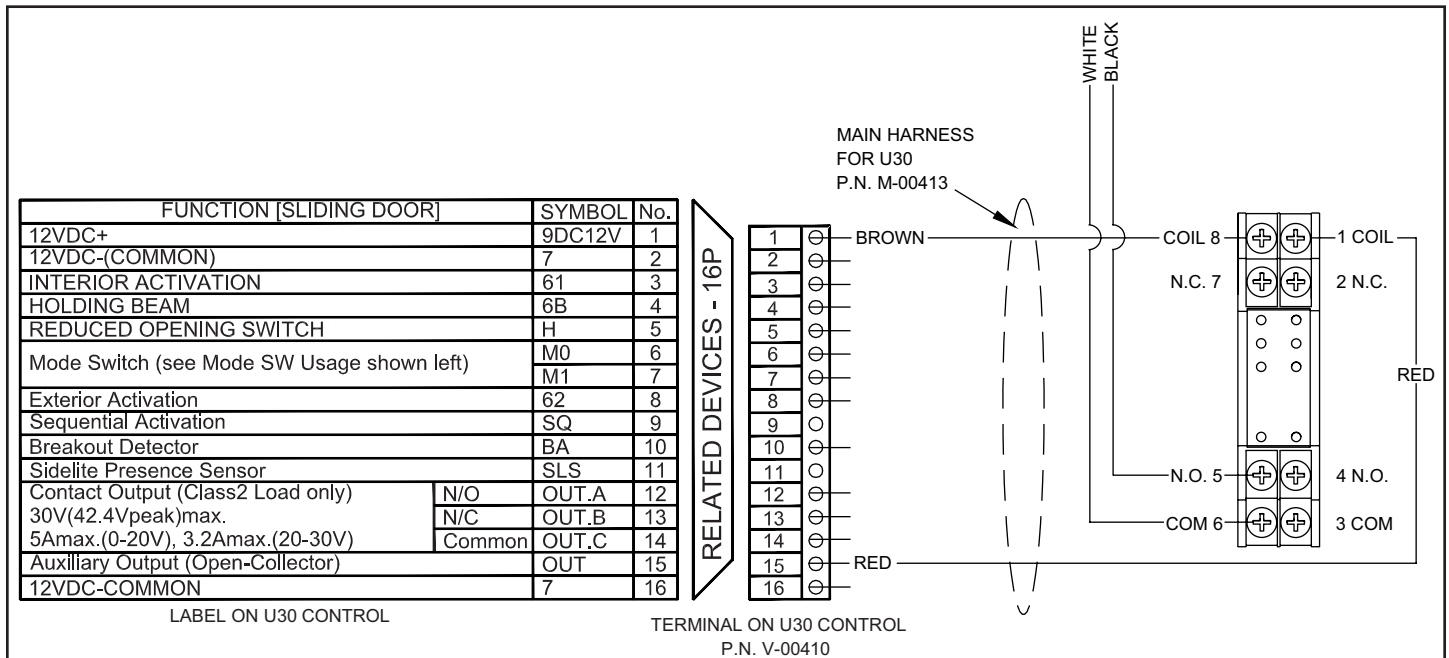 WHITE
BLACK
MAIN HARNESS
FOR U30
P.N. M-00413
FUNCTION [SLIDING DOOR] SYMBOL No.
12VDC+ 9DC12V 1
12VDC-(COMMON) 7 2
INTERIOR ACTIVATION 61 3
HOLDING BEAM 6B 4
REDUCED OPENING SWITCH H 5
Mode Switch (see Mode SW Usage shown left) M0 6
M1 7
Exterior Activation 62 8
Sequential Activation SQ 9
Breakout Detector BA 10
Sidelite Presence Sensor SLS 11
Contact Output (Class2 Load only) N/O OUT.A 12
30V(42.4Vpeak)max. N/C OUT.B 13
5Amax.(0-20V), 3.2Amax.(20-30V) Common OUT.C 14
Auxiliary Output (Open-Collector) OUT 15
12VDC-COMMON 7 16
LABEL ON U30 CONTROL
RELATED DEVICES - 16P
1 BROWN
2
3
4
5
6
7
8
9
10
11
12
13
14
15 RED
16
TERMINAL ON U30 CONTROL
P.N. V-00410
COIL 8 1 COIL
N.C. 7 2 N.C.
RED
N.O. 5 4 N.O.
COM 6 3 COM